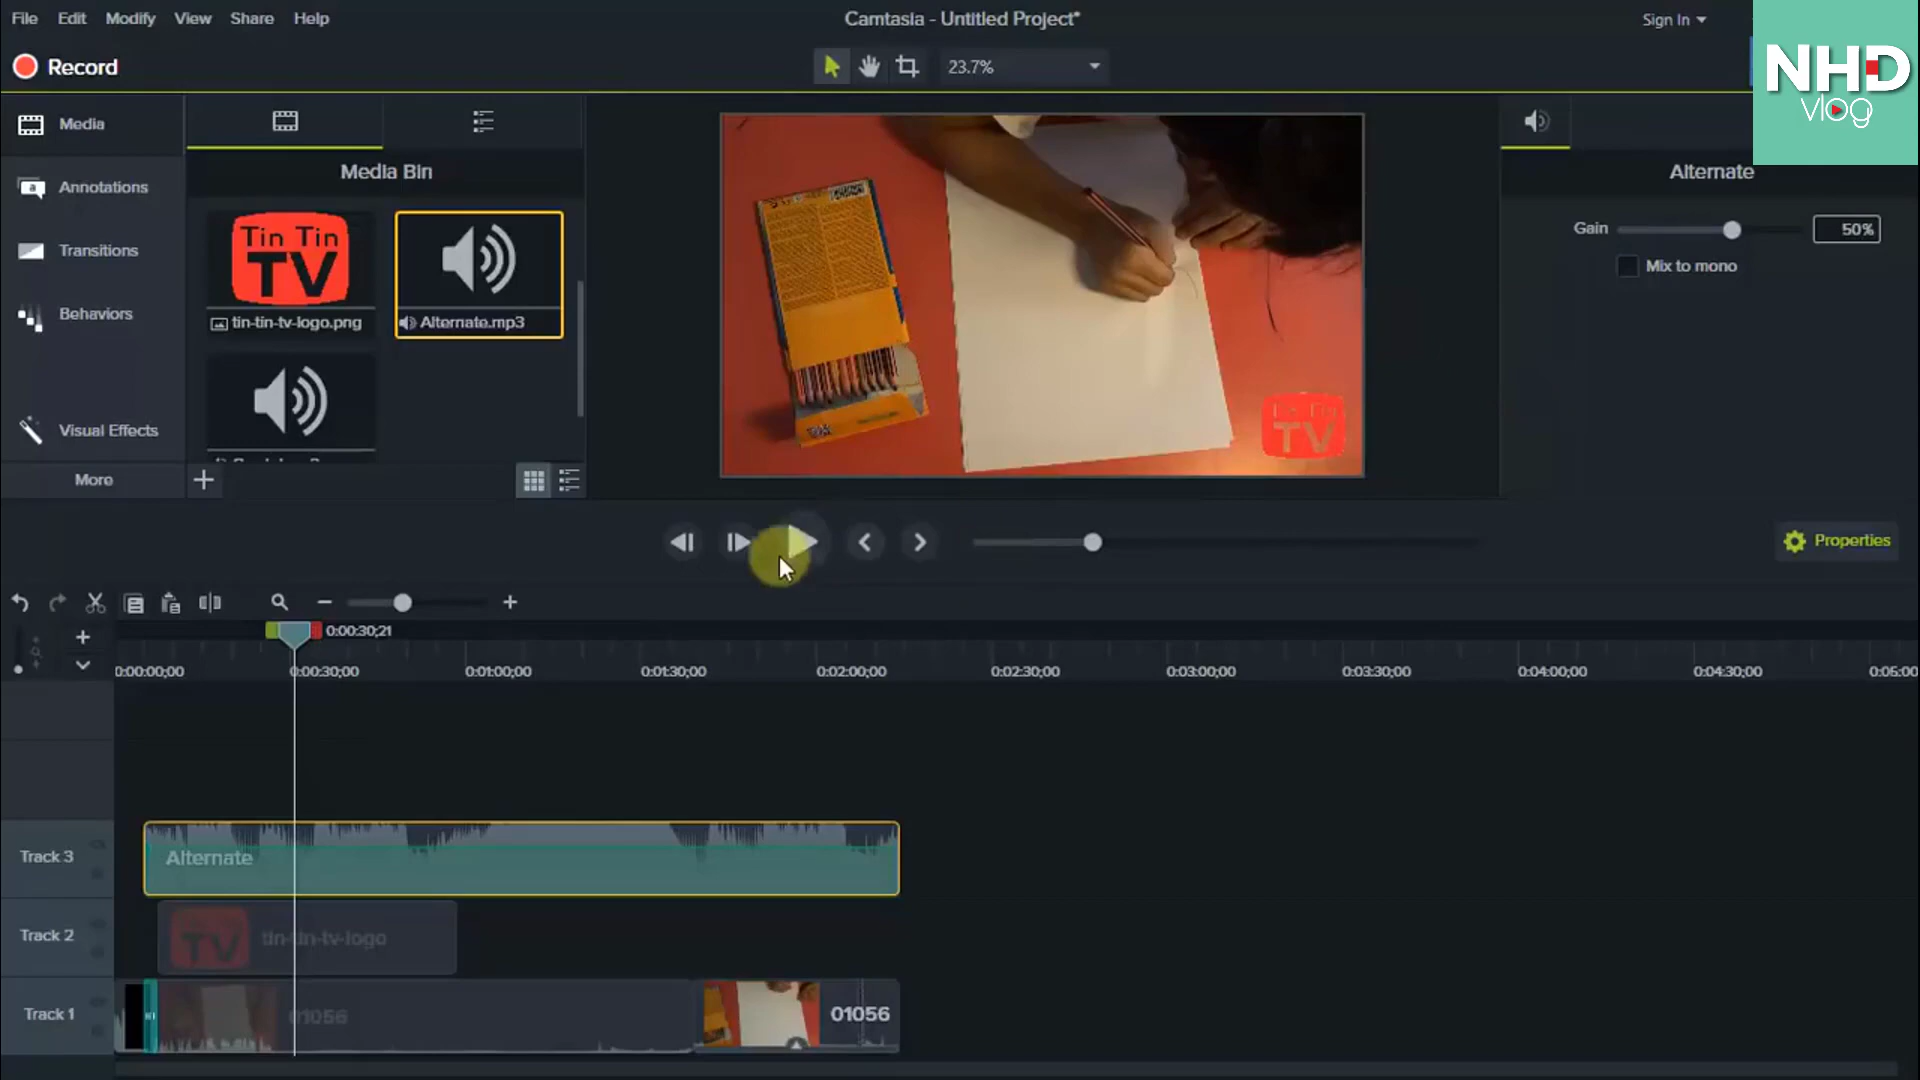 File Edit Modify View Share Help
Camtasia - Untitled Project*
Sign In
NHD
vlog
Record
23.7%
Media
Annotations
Transitions
Behaviors
Visual Effects
More
Media Bin
Tin Tin
TV
tin-tin-tv-logo.png
Alternate.mp3
Tin Tin
TV
Alternate
Gain
50%
Mix to mono
Properties
0:00:30;21
0:00:00;00 0:00:30;00 0:01:00;00 0:01:30;00 0:02:00;00 0:02:30;00 0:03:00;00 0:03:30;00 0:04:00;00 0:04:30;00 0:05:00
Track 3
Alternate
Track 2
TV
tin-tin-tv-logo
Track 1
01056
01056